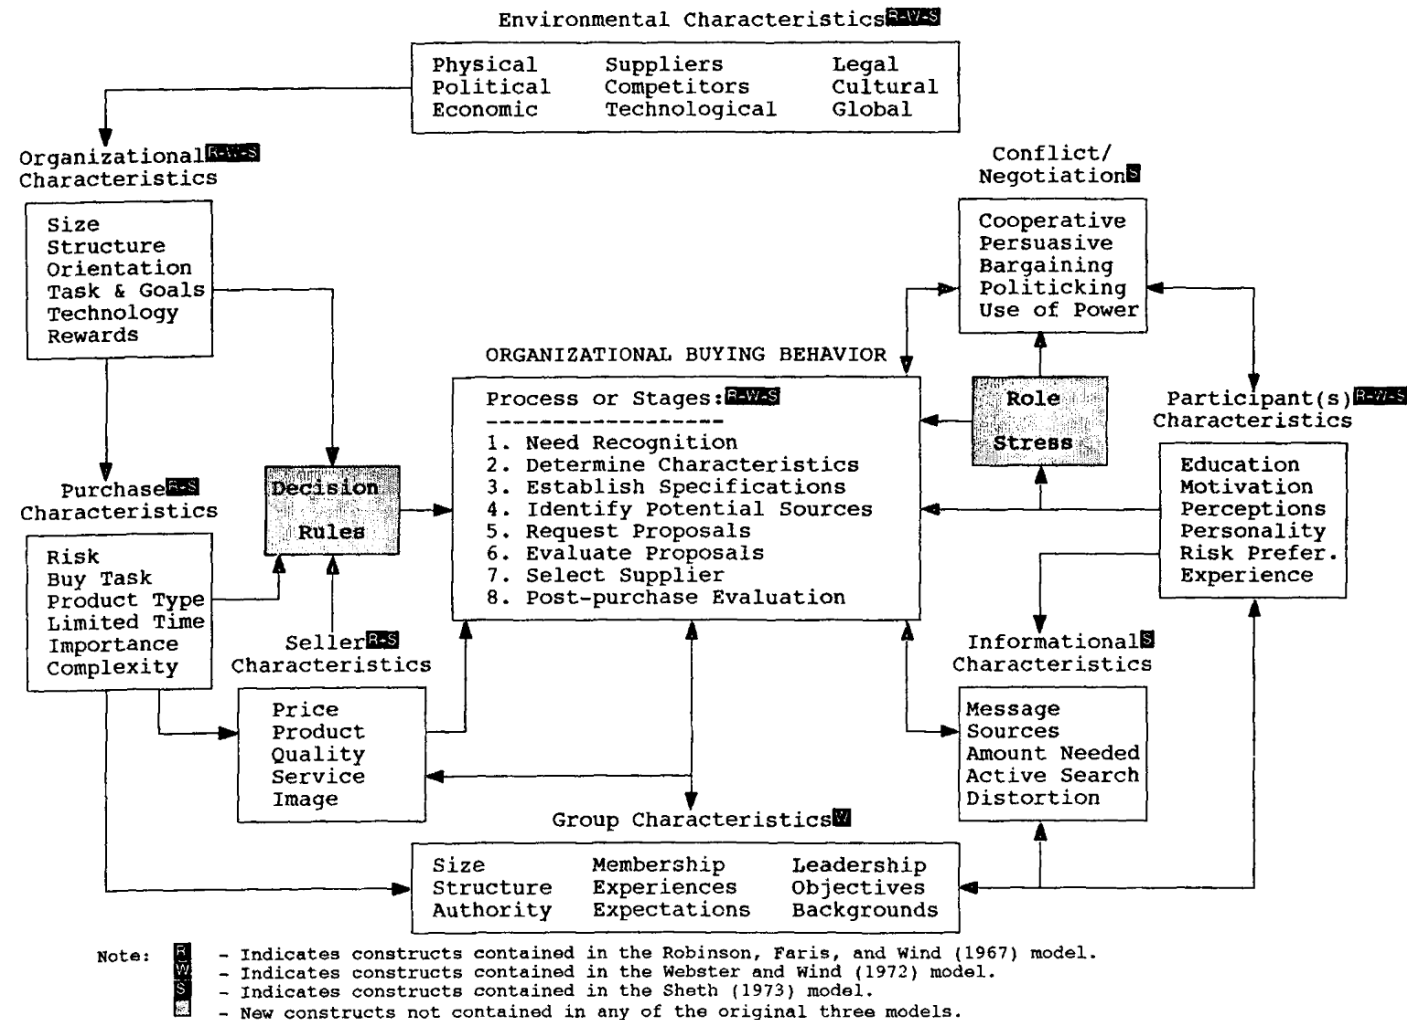 Environmental Characteristics R-W-S
Physical Suppliers Legal
Political Competitors Cultural
Economic Technological Global
Organizational R-W-S
Characteristics
Size
Structure
Orientation
Task & Goals
Technology
Rewards
Conflict/
Negotiation S
Cooperative
Persuasive
Bargaining
Politicking
Use of Power
ORGANIZATIONAL BUYING BEHAVIOR
Process or Stages: R-W-S
------------------
1. Need Recognition
2. Determine Characteristics
3. Establish Specifications
4. Identify Potential Sources
5. Request Proposals
6. Evaluate Proposals
7. Select Supplier
8. Post-purchase Evaluation
Role
Stress
Participant(s) R-W-S
Characteristics
Education
Motivation
Perceptions
Personality
Risk Prefer.
Experience
Decision
Rules
Purchase R-S
Characteristics
Risk
Buy Task
Product Type
Limited Time
Importance
Complexity
Seller R-S
Characteristics
Price
Product
Quality
Service
Image
Informational S
Characteristics
Message
Sources
Amount Needed
Active Search
Distortion
Group Characteristics W
Size Membership Leadership
Structure Experiences Objectives
Authority Expectations Backgrounds
Note: R - Indicates constructs contained in the Robinson, Faris, and Wind (1967) model.
W - Indicates constructs contained in the Webster and Wind (1972) model.
S - Indicates constructs contained in the Sheth (1973) model.
- New constructs not contained in any of the original three models.